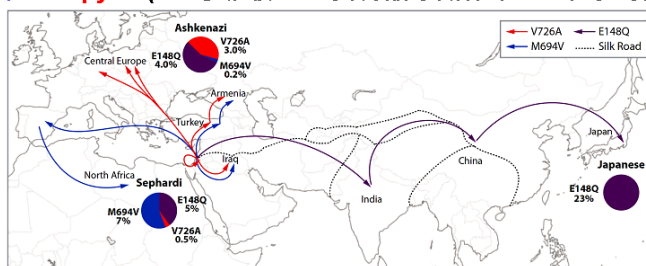 Ashkenazi
V726A
3.0%
E148Q
4.0%
M694V
0.2%
Central Europe
Armenia
Turkey
Iraq
North Africa
Sephardi
M694V
7%
E148Q
5%
V726A
0.5%
India
China
Japan
Japanese
E148Q
23%
V726A
E148Q
M694V
Silk Road